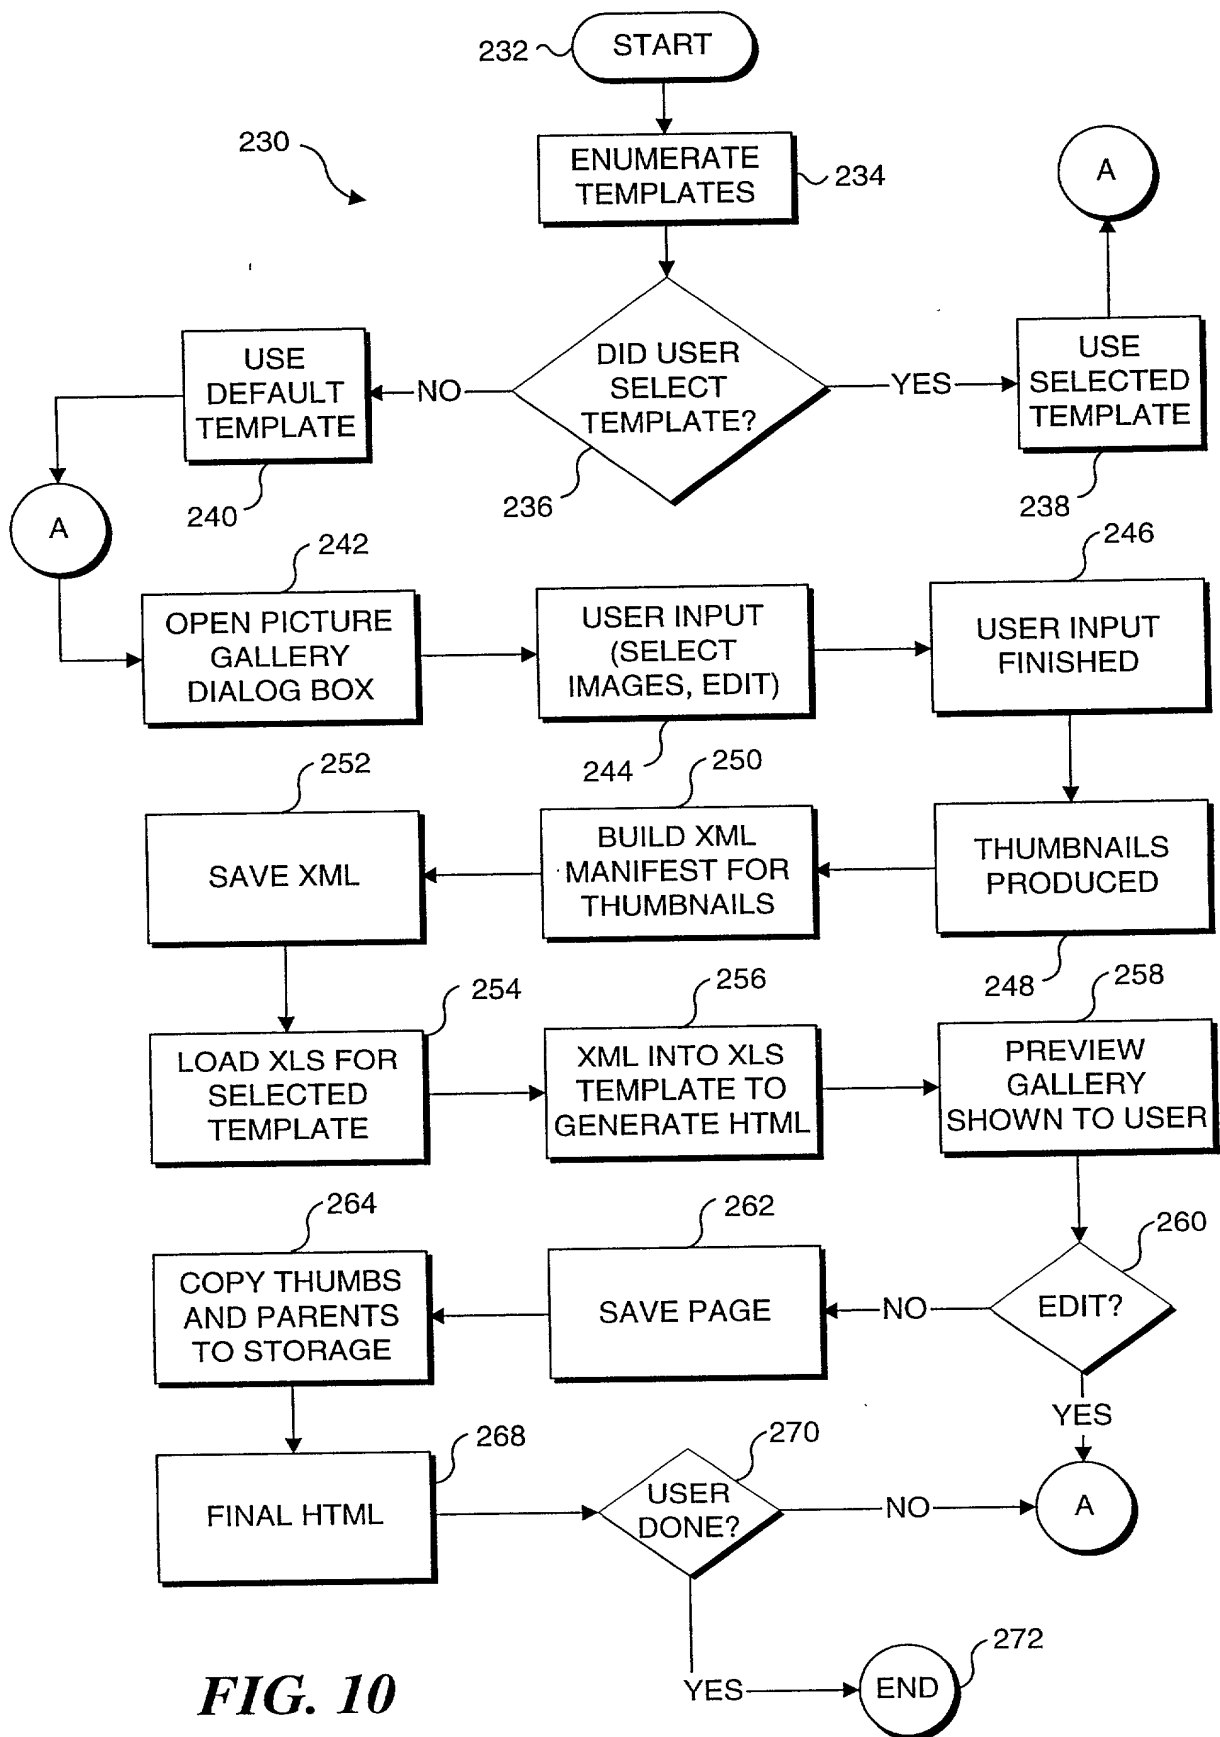 START
232
ENUMERATE
TEMPLATES
234
230
A
DID USER
SELECT
TEMPLATE?
236
NO
YES
USE
DEFAULT
TEMPLATE
240
USE
SELECTED
TEMPLATE
238
A
242
OPEN PICTURE
GALLERY
DIALOG BOX
USER INPUT
(SELECT
IMAGES, EDIT)
244
246
USER INPUT
FINISHED
THUMBNAILS
PRODUCED
248
250
BUILD XML
MANIFEST FOR
THUMBNAILS
252
SAVE XML
254
LOAD XLS FOR
SELECTED
TEMPLATE
256
XML INTO XLS
TEMPLATE TO
GENERATE HTML
258
PREVIEW
GALLERY
SHOWN TO USER
260
EDIT?
NO
YES
262
SAVE PAGE
264
COPY THUMBS
AND PARENTS
TO STORAGE
268
FINAL HTML
270
USER
DONE?
NO
A
YES
END
272
FIG. 10